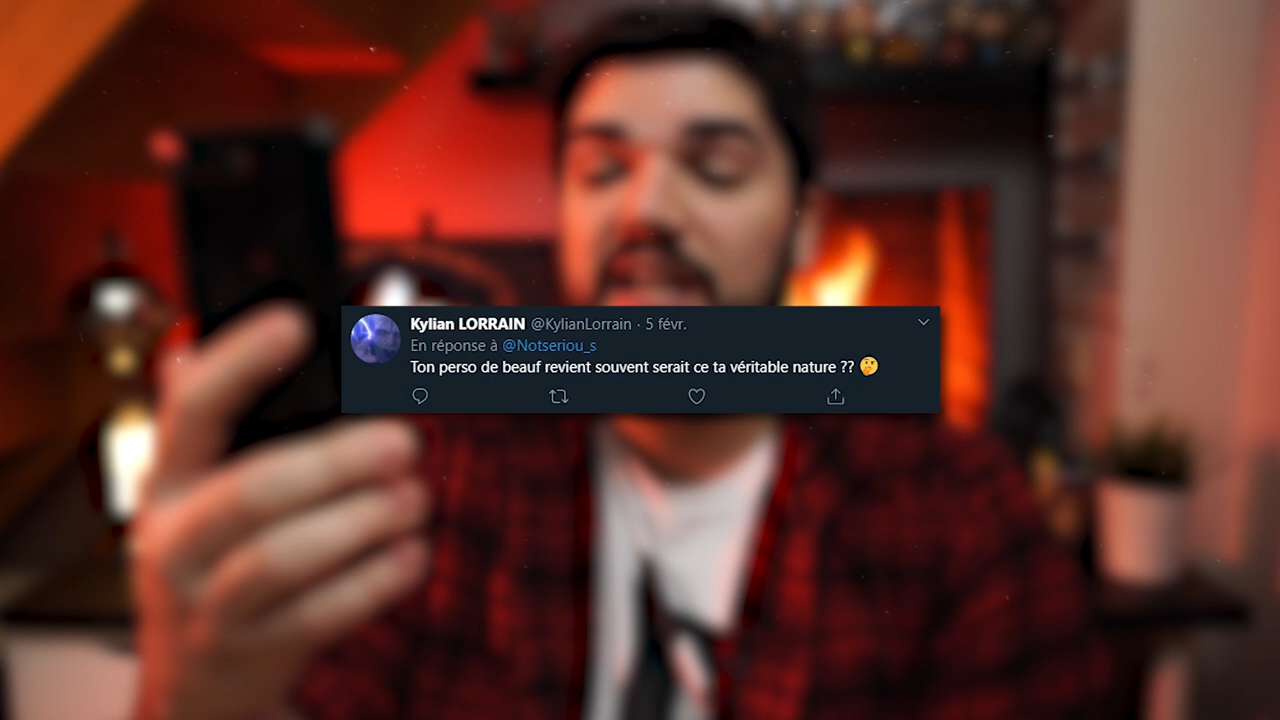 Kylian LORRAIN @KylianLorrain · 5 févr.
En réponse à @Notseriou_s
Ton perso de beauf revient souvent serait ce ta véritable nature ?? 🤔